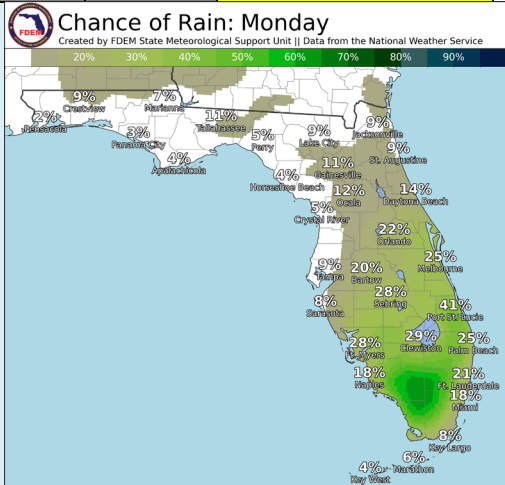 FDEM
Chance of Rain: Monday
Created by FDEM State Meteorological Support Unit || Data from the National Weather Service
20% 30% 40% 50% 60% 70% 80% 90%
9%
Crestview
7%
Marianna
2%
Pensacola
11%
Tallahassee
3%
Panama City
5%
Perry
9%
Lake City
9%
Jacksonville
9%
St. Augustine
4%
Apalachicola
11%
Gainesville
4%
Horseshoe Beach
12%
Ocala
14%
Daytona Beach
5%
Crystal River
22%
Orlando
25%
Melbourne
9%
Tampa
20%
Bartow
28%
Sebring
8%
Sarasota
41%
Port St. Lucie
29%
Clewiston
25%
Palm Beach
28%
Ft. Myers
18%
Naples
21%
Ft. Lauderdale
18%
Miami
8%
Key Largo
6%
Marathon
4%
Key West